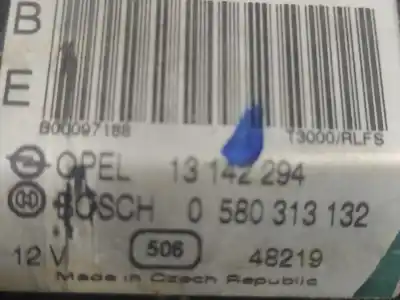 B
E
B00097188 T3000/RLFS
OPEL 13 142 294
BOSCH 0 580 313 132
12 V 506 48219
Made in Czech Republic